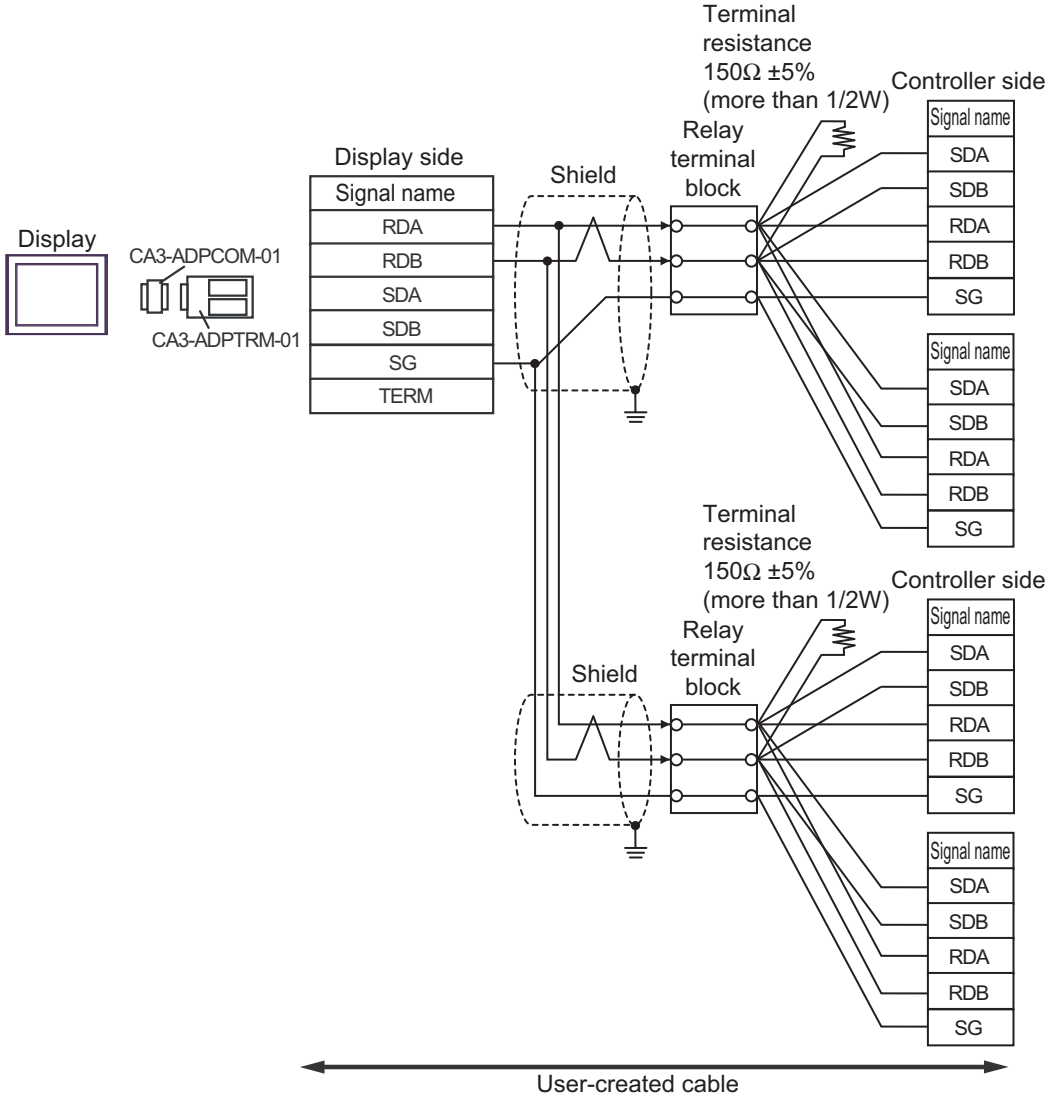 Terminal
resistance
150Ω ±5%
(more than 1/2W)
Controller side
Relay
terminal
block
Signal name
SDA
SDB
RDA
RDB
SG
Display side
Signal name
RDA
RDB
SDA
SDB
SG
TERM
Shield
Display
CA3-ADPCOM-01
CA3-ADPTRM-01
Signal name
SDA
SDB
RDA
RDB
SG
Terminal
resistance
150Ω ±5%
(more than 1/2W)
Controller side
Relay
terminal
block
Shield
Signal name
SDA
SDB
RDA
RDB
SG
Signal name
SDA
SDB
RDA
RDB
SG
User-created cable